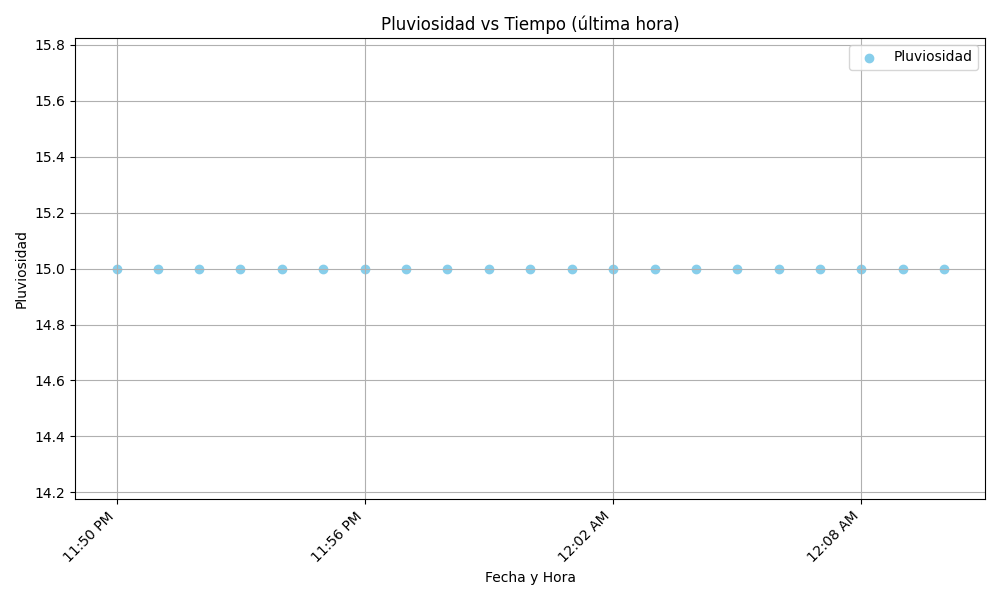 Pluviosidad vs Tiempo (última hora)
Pluviosidad
15.8
15.6
15.4
15.2
15.0
14.8
14.6
14.4
14.2
Pluviosidad
11:50 PM
11:56 PM
12:02 AM
12:08 AM
Fecha y Hora